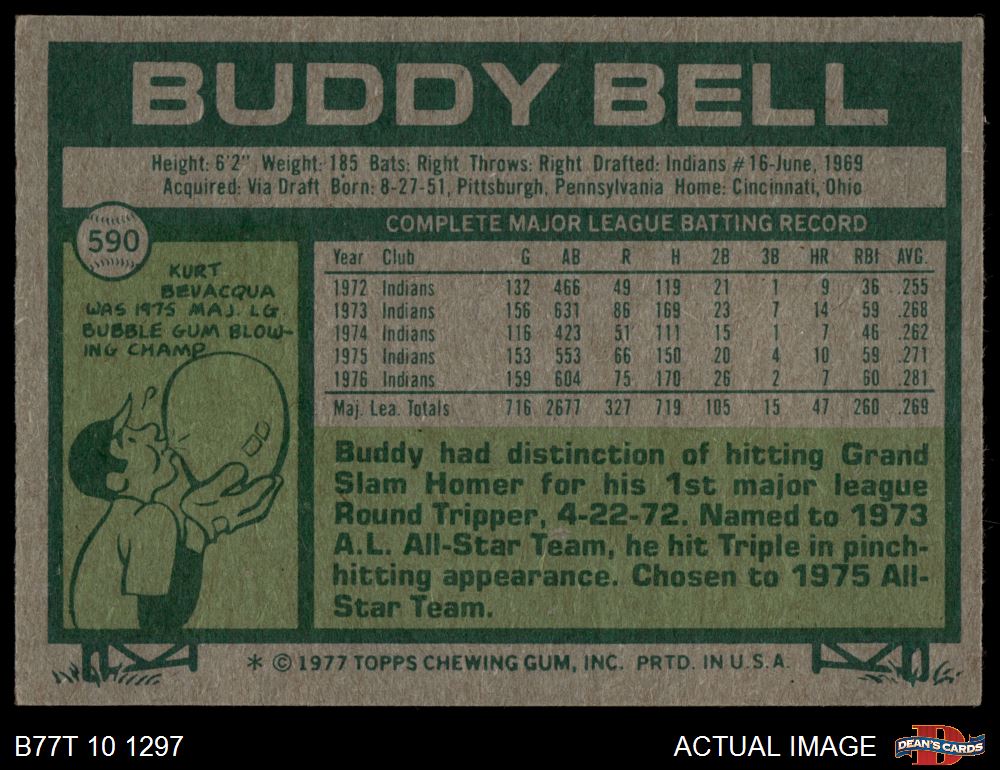 BUDDY BELL
Height: 6'2" Weight: 185 Bats: Right Throws: Right Drafted: Indians #16-June, 1969
Acquired: Via Draft Born: 8-27-51, Pittsburgh, Pennsylvania Home: Cincinnati, Ohio
590
COMPLETE MAJOR LEAGUE BATTING RECORD
KURT
BEVACQUA
WAS 1975 MAJ. LG.
BUBBLE GUM BLOW-
ING CHAMP
Year Club G AB R H 2B 3B HR RBI AVG.
1972 Indians 132 466 49 119 21 1 9 36 .255
1973 Indians 156 631 86 169 23 7 14 59 .268
1974 Indians 116 423 51 111 15 1 7 46 .262
1975 Indians 153 553 66 150 20 4 10 59 .271
1976 Indians 159 604 75 170 26 2 7 60 .281
Maj. Lea. Totals 716 2677 327 719 105 15 47 260 .269
Buddy had distinction of hitting Grand
Slam Homer for his 1st major league
Round Tripper, 4-22-72. Named to 1973
A.L. All-Star Team, he hit Triple in pinch-
hitting appearance. Chosen to 1975 All-
Star Team.
* © 1977 TOPPS CHEWING GUM, INC. PRTD. IN U.S.A.
B77T 10 1297
ACTUAL IMAGE
DEAN'S CARDS